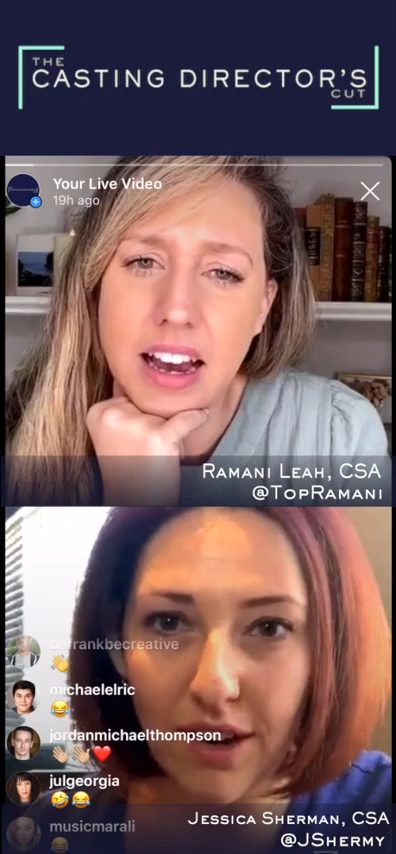 THE
CASTING DIRECTOR'S
CUT
Your Live Video
19h ago
RAMANI LEAH, CSA
@TOPRAMANI
befrankbecreative
👋
michaelelric
😂
jordanmichaelthompson
👏🏼👏🏼❤️
julgeorgia
🤣😂
musicmarali
😂
JESSICA SHERMAN, CSA
@JSHERMY